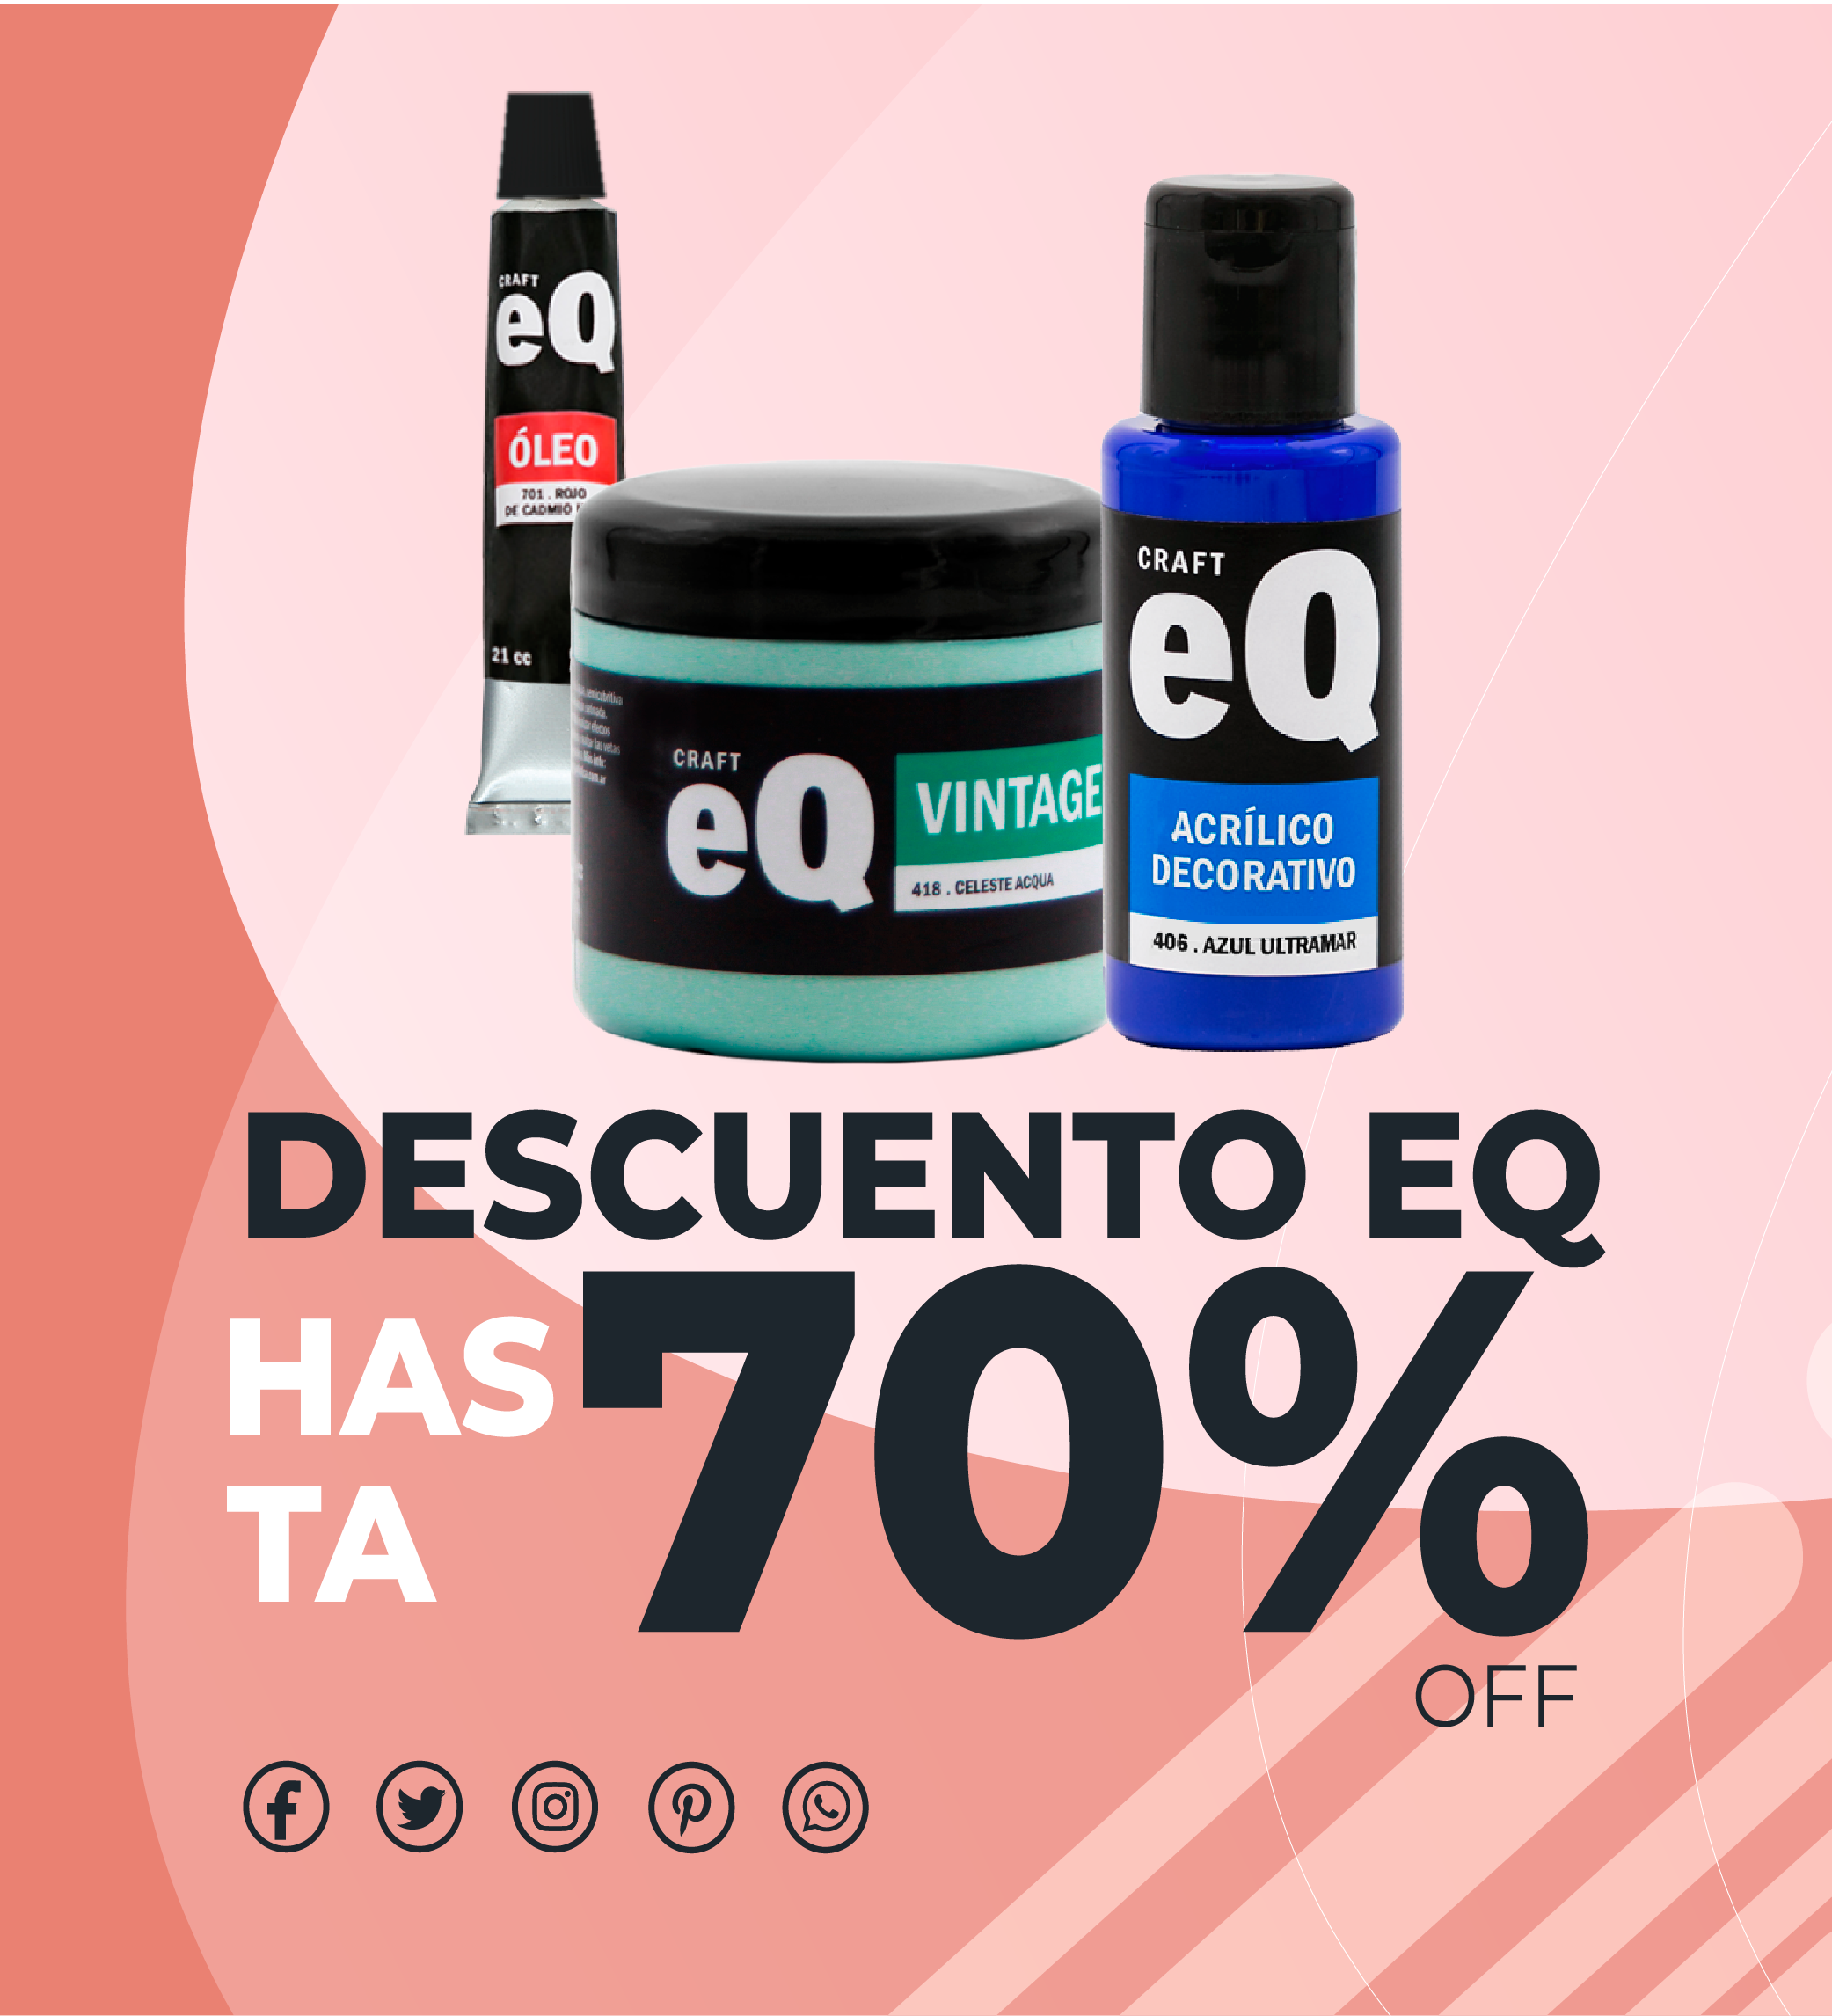 CRAFT
eQ
ÓLEO
701 . ROJO
DE CADMIO
21 cc
CRAFT
eQ
VINTAGE
418 . CELESTE ACQUA
CRAFT
eQ
ACRÍLICO
DECORATIVO
406 . AZUL ULTRAMAR
DESCUENTO EQ
HAS
TA
70%
OFF